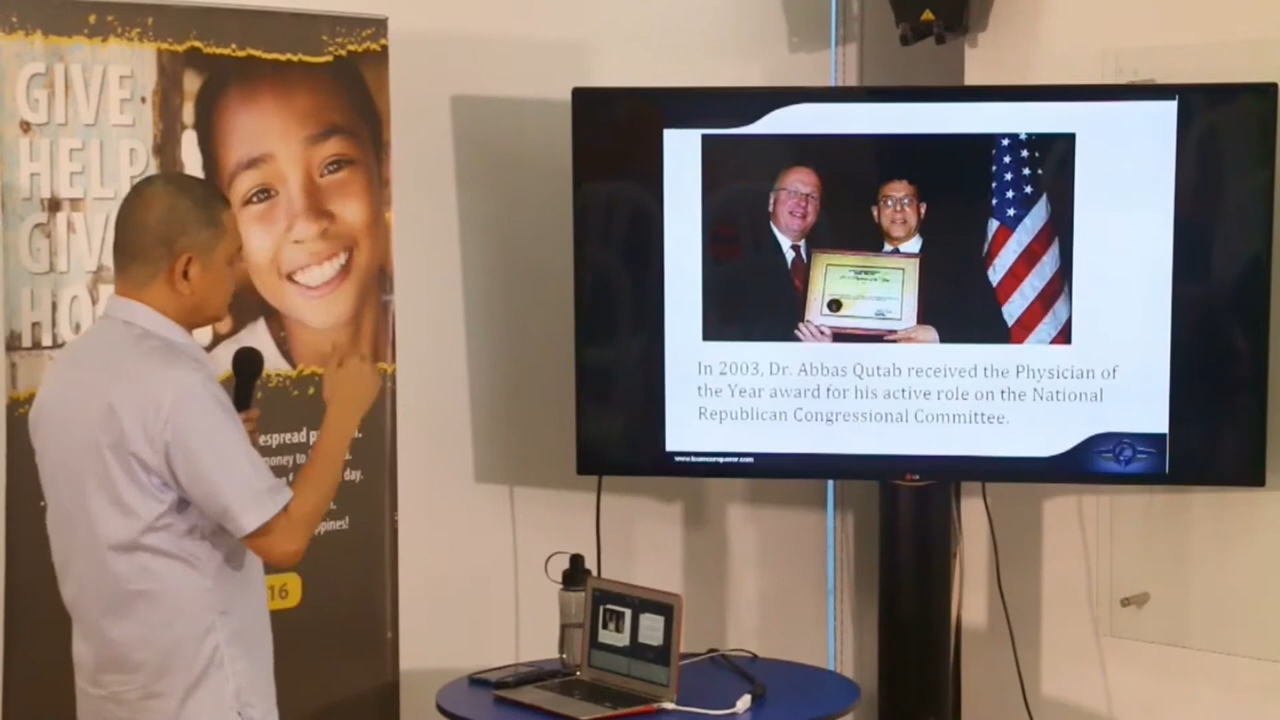 GIVE
HELP
GIV
HO
espread p
money to
day.
ppines!
16
In 2003, Dr. Abbas Qutab received the Physician of
the Year award for his active role on the National
Republican Congressional Committee.
LG